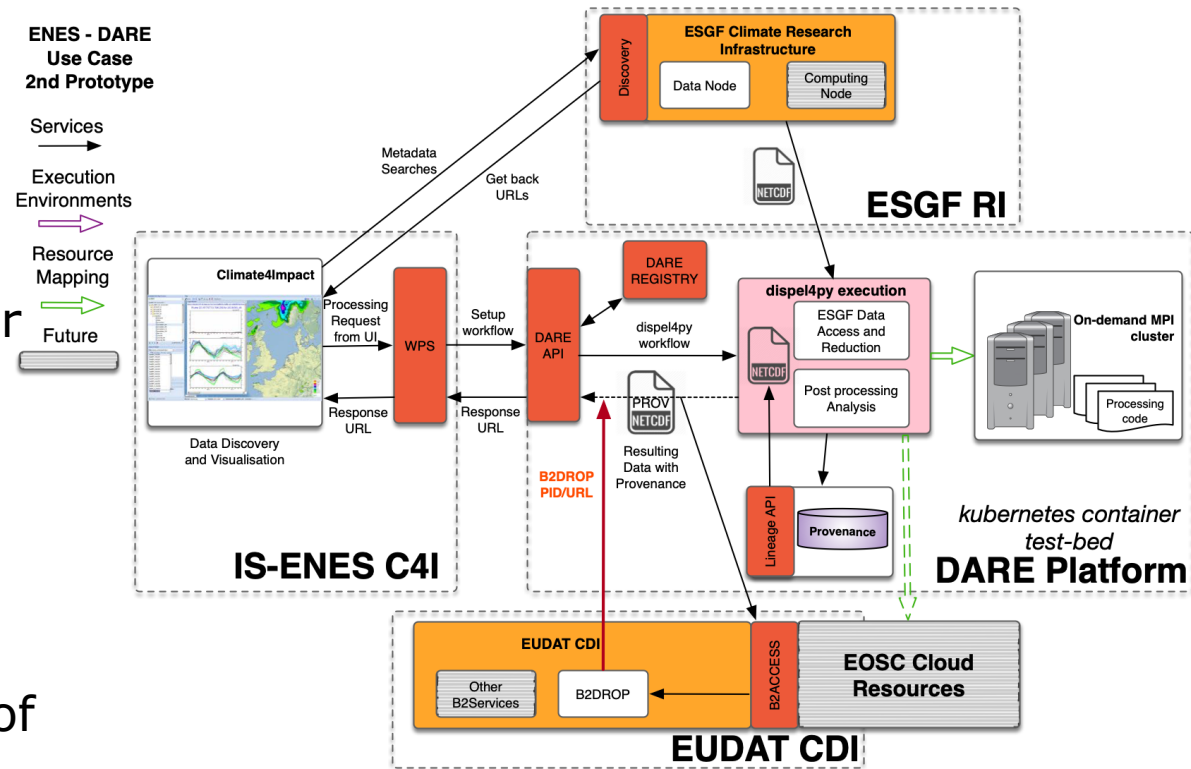 ENES - DARE
Use Case
2nd Prototype
Services
Execution
Environments
Resource
Mapping
Future
r
of
Discovery
ESGF Climate Research
Infrastructure
Data Node
Computing
Node
NETCDF
ESGF RI
Metadata
Searches
Get back
URLs
Climate4Impact
Processing
Request
from UI
Response
URL
Data Discovery
and Visualisation
WPS
IS-ENES C4I
Setup
workflow
Response
URL
DARE
API
DARE
REGISTRY
dispel4py
workflow
PROV
NETCDF
Resulting
Data with
Provenance
B2DROP
PID/URL
dispel4py execution
NETCDF
ESGF Data
Access and
Reduction
Post processing
Analysis
Lineage API
Provenance
On-demand MPI
cluster
Processing
code
kubernetes container
test-bed
DARE Platform
EUDAT CDI
Other
B2Services
B2DROP
B2ACCESS
EOSC Cloud
Resources
EUDAT CDI